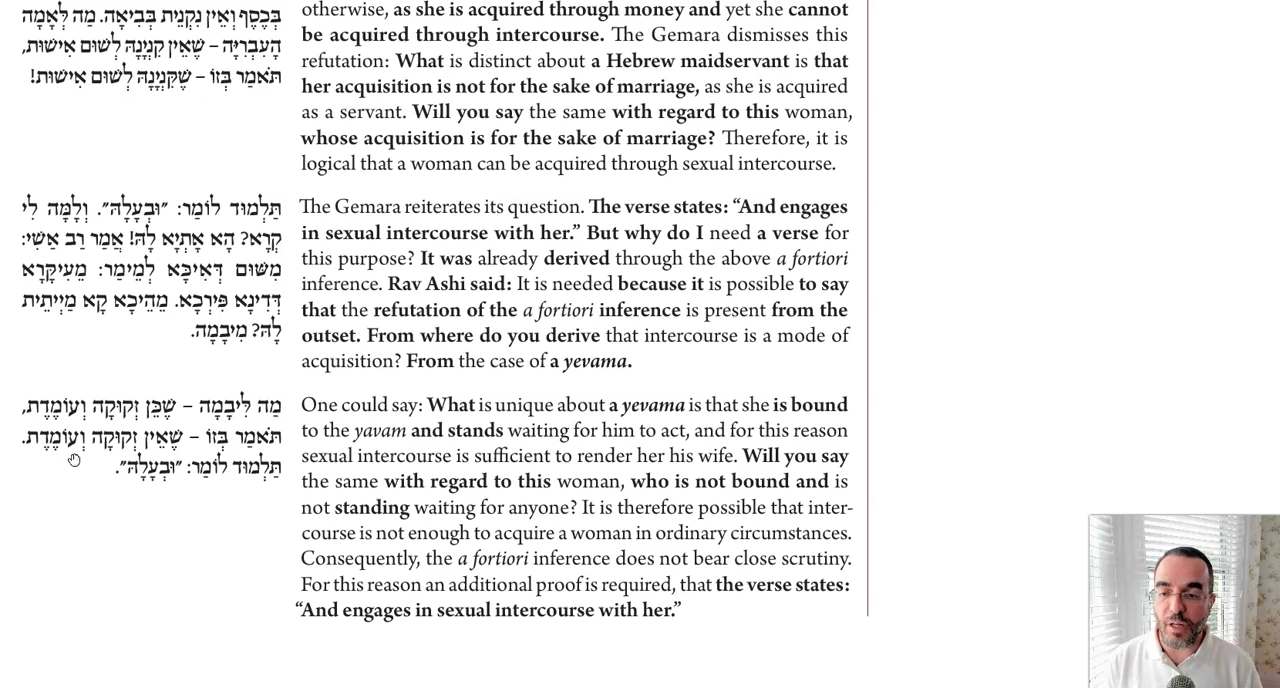 בְּכֶסֶף וְאֵין נִקְנֵית בְּבִיאָה. מַה לְּאָמָה
הָעִבְרִיָּה – שֶׁאֵין קִנְיָנָהּ לְשׁוּם אִישׁוּת,
תֹּאמַר בְּזוֹ – שֶׁקִּנְיָנָהּ לְשׁוּם אִישׁוּת!
otherwise, as she is acquired through money and yet she cannot
be acquired through intercourse. The Gemara dismisses this
refutation: What is distinct about a Hebrew maidservant is that
her acquisition is not for the sake of marriage, as she is acquired
as a servant. Will you say the same with regard to this woman,
whose acquisition is for the sake of marriage? Therefore, it is
logical that a woman can be acquired through sexual intercourse.
תַּלְמוּד לוֹמַר: ״וּבְעָלָהּ״. וְלָמָּה לִי
קְרָא? הָא אָתְיָא לָהּ! אֲמַר רַב אַשִׁי:
מִשּׁוּם דְּאִיכָּא לְמֵימַר: מֵעִיקָּרָא
דְּדִינָא פִּירְכָא. מֵהֵיכָא קָא מַיְיתֵית
לָהּ? מִיבָמָה.
The Gemara reiterates its question. The verse states: “And engages
in sexual intercourse with her.” But why do I need a verse for
this purpose? It was already derived through the above a fortiori
inference. Rav Ashi said: It is needed because it is possible to say
that the refutation of the a fortiori inference is present from the
outset. From where do you derive that intercourse is a mode of
acquisition? From the case of a yevama.
מַה לִּיבָמָה – שֶׁכֵּן זְקוּקָה וְעוֹמֶדֶת,
תֹּאמַר בְּזוֹ – שֶׁאֵין זְקוּקָה וְעוֹמֶדֶת.
תַּלְמוּד לוֹמַר: ״וּבְעָלָהּ״.
One could say: What is unique about a yevama is that she is bound
to the yavam and stands waiting for him to act, and for this reason
sexual intercourse is sufficient to render her his wife. Will you say
the same with regard to this woman, who is not bound and is
not standing waiting for anyone? It is therefore possible that inter-
course is not enough to acquire a woman in ordinary circumstances.
Consequently, the a fortiori inference does not bear close scrutiny.
For this reason an additional proof is required, that the verse states:
“And engages in sexual intercourse with her.”